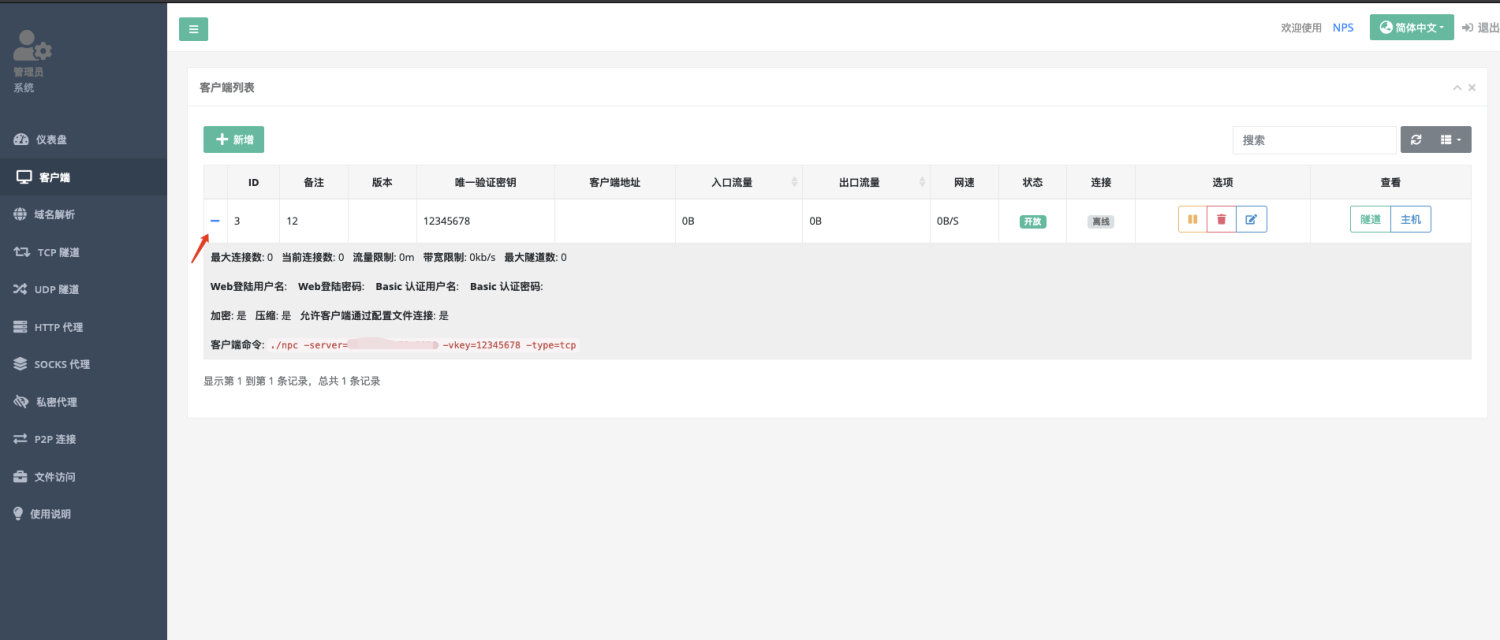 欢迎使用 NPS 简体中文 退出
管理员
系统
仪表盘
客户端
域名解析
TCP 隧道
UDP 隧道
HTTP 代理
SOCKS 代理
私密代理
P2P 连接
文件访问
使用说明
客户端列表
新增
搜索
ID 备注 版本 唯一验证密钥 客户端地址 入口流量 出口流量 网速 状态 连接 选项 查看
3 12 12345678 0B 0B 0B/S 开放 离线 隧道 主机
最大连接数: 0 当前连接数: 0 流量限制: 0m 带宽限制: 0kb/s 最大隧道数: 0
Web登陆用户名: Web登陆密码: Basic 认证用户名: Basic 认证密码:
加密: 是 压缩: 是 允许客户端通过配置文件连接: 是
客户端命令: ./npc -server= -vkey=12345678 -type=tcp
显示第 1 到第 1 条记录，总共 1 条记录